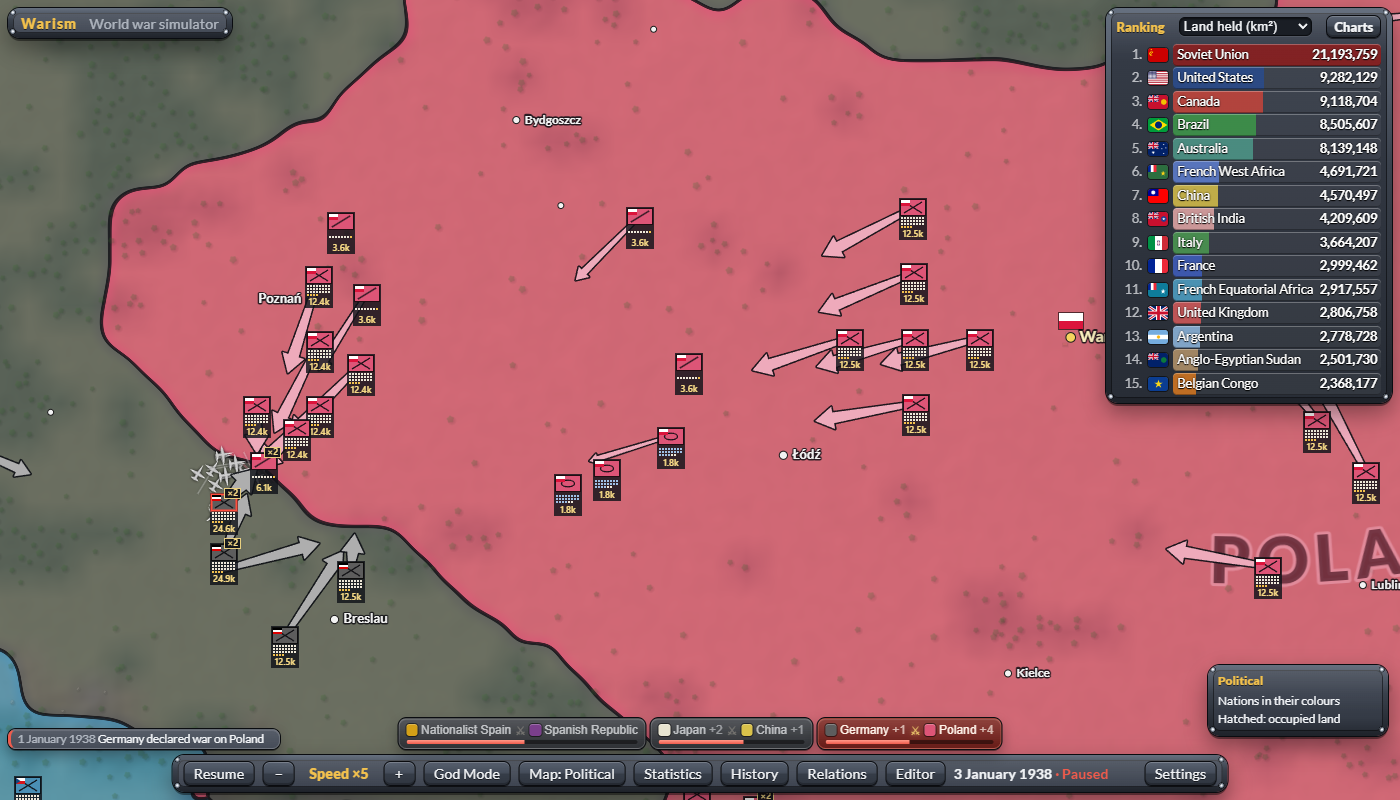 Warism World war simulator
Ranking Land held (km²) Charts
1. Soviet Union 21,193,759
2. United States 9,282,129
3. Canada 9,118,704
4. Brazil 8,505,607
5. Australia 8,139,148
6. French West Africa 4,691,721
7. China 4,570,497
8. British India 4,209,609
9. Italy 3,664,207
10. France 2,999,462
11. French Equatorial Africa 2,917,557
12. United Kingdom 2,806,758
13. Argentina 2,778,728
14. Anglo-Egyptian Sudan 2,501,730
15. Belgian Congo 2,368,177
Bydgoszcz
12.5k
3.6k
3.6k
12.4k
Poznań
12.5k
3.6k
12.4k
12.5k
12.5k
12.5k
12.4k
3.6k
12.4k
12.4k
12.4k
12.5k
12.5k
Łódź
×2
6.1k
1.8k
1.8k
1.8k
12.5k
×2
24.6k
×2
24.9k
12.5k
POLA
12.5k
Lublin
Breslau
12.5k
Kielce
Political
Nations in their colours
Hatched: occupied land
1 January 1938 Germany declared war on Poland
Nationalist Spain Spanish Republic
Japan +2 China +1
Germany +1 Poland +4
Resume − Speed ×5 + God Mode Map: Political Statistics History Relations Editor 3 January 1938 · Paused Settings
×2